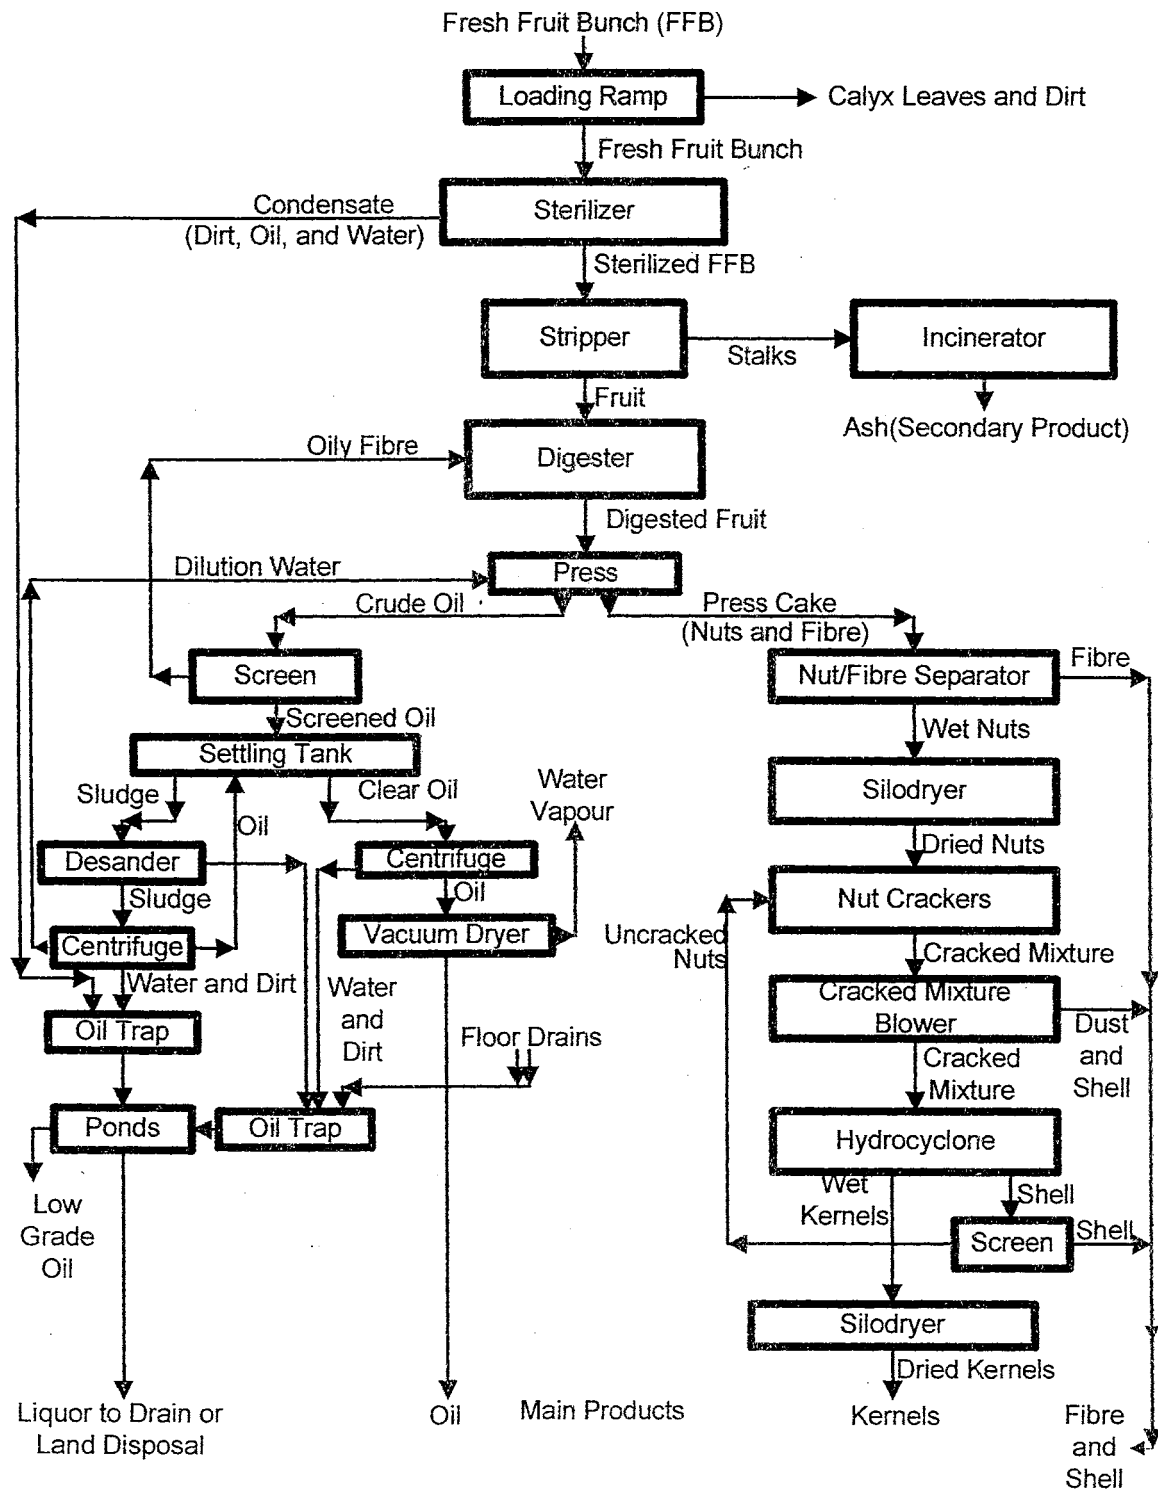 Fresh Fruit Bunch (FFB)
Loading Ramp
Calyx Leaves and Dirt
Fresh Fruit Bunch
Condensate
(Dirt, Oil, and Water)
Sterilizer
Sterilized FFB
Stripper
Stalks
Incinerator
Fruit
Ash(Secondary Product)
Oily Fibre
Digester
Digested Fruit
Dilution Water
Press
Crude Oil
Press Cake
(Nuts and Fibre)
Screen
Nut/Fibre Separator
Fibre
Screened Oil
Wet Nuts
Settling Tank
Sludge
Clear Oil
Water
Vapour
Silodryer
Oil
Dried Nuts
Desander
Centrifuge
Sludge
Oil
Nut Crackers
Centrifuge
Vacuum Dryer
Uncracked
Nuts
Cracked Mixture
Water and Dirt
Water
and
Dirt
Cracked Mixture
Blower
Dust
and
Shell
Oil Trap
Floor Drains
Cracked
Mixture
Ponds
Oil Trap
Hydrocyclone
Low
Grade
Oil
Wet
Kernels
Shell
Screen
Shell
Silodryer
Dried Kernels
Liquor to Drain or
Land Disposal
Oil
Main Products
Kernels
Fibre
and
Shell